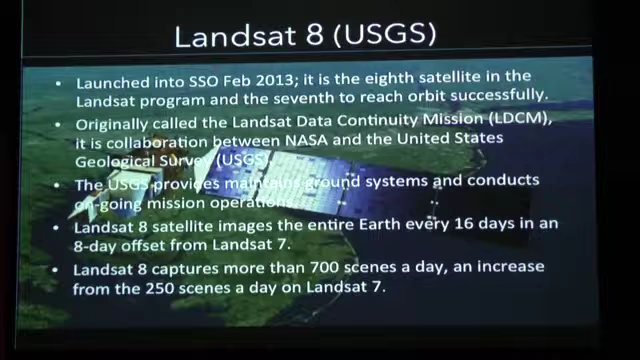 Landsat 8 (USGS)
• Launched into SSO Feb 2013; it is the eighth satellite in the
Landsat program and the seventh to reach orbit successfully.
• Originally called the Landsat Data Continuity Mission (LDCM),
it is collaboration between NASA and the United States
Geological Survey (USGS).
• The USGS provides maintains ground systems and conducts
on-going mission operations.
• Landsat 8 satellite images the entire Earth every 16 days in an
8-day offset from Landsat 7.
• Landsat 8 captures more than 700 scenes a day, an increase
from the 250 scenes a day on Landsat 7.